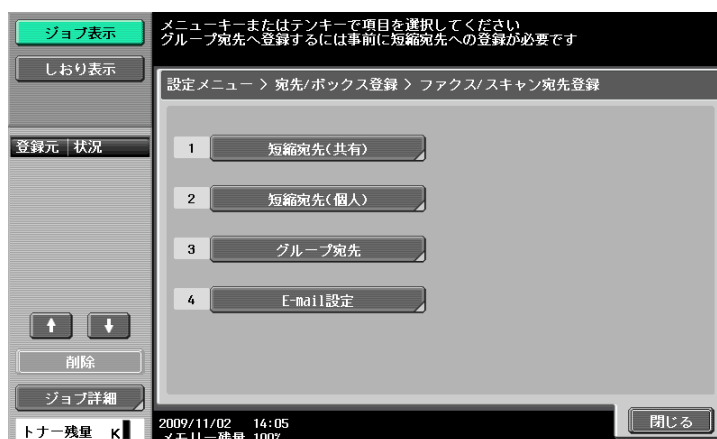 ジョブ表示
しおり表示
登録元 状況
削除
ジョブ詳細
トナー残量 K
メニューキーまたはテンキーで項目を選択してください
グループ宛先へ登録するには事前に短縮宛先への登録が必要です
設定メニュー > 宛先/ボックス登録 > ファクス/スキャン宛先登録
1 短縮宛先(共有)
2 短縮宛先(個人)
3 グループ宛先
4 E-mail設定
2009/11/02 14:05
メモリー残量 100%
閉じる